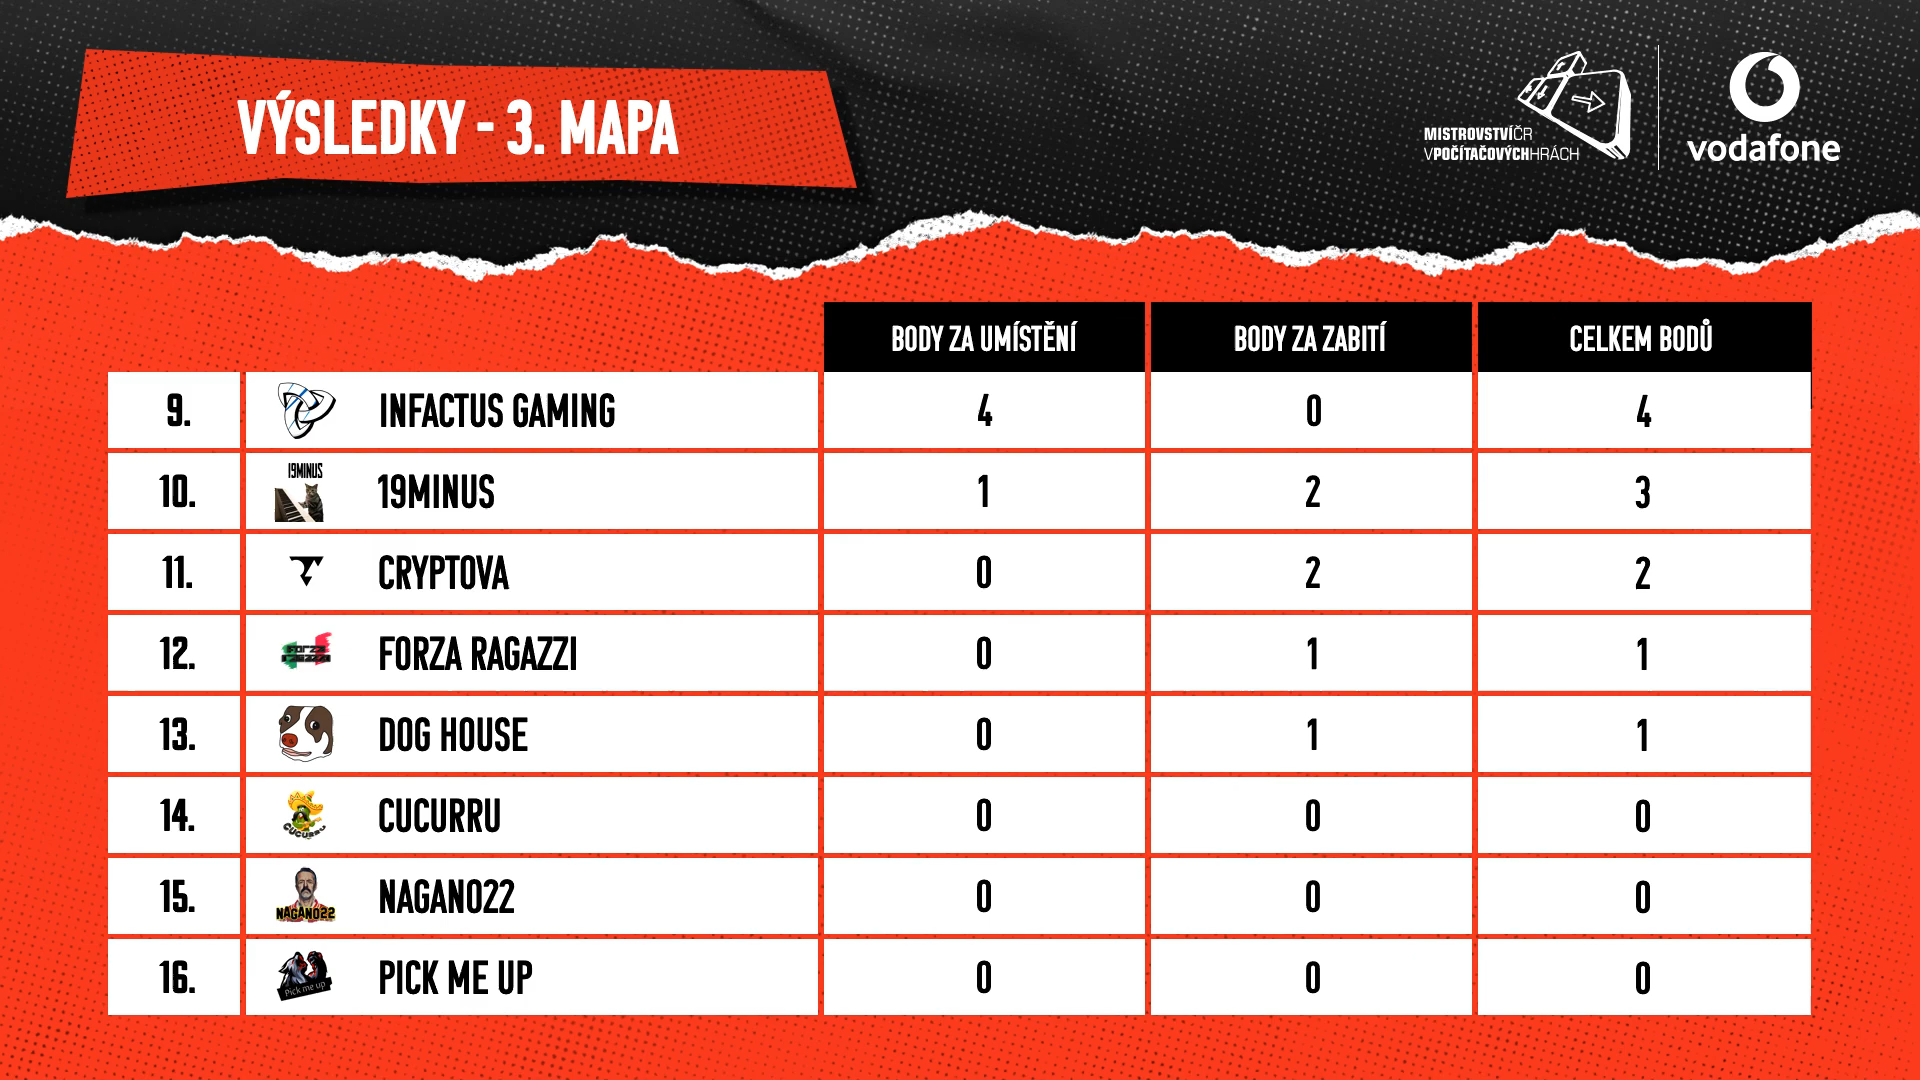 VÝSLEDKY - 3. MAPA
MISTROVSTVÍČR
VPOČÍTAČOVÝCHHRÁCH
vodafone
BODY ZA UMÍSTĚNÍ BODY ZA ZABITÍ CELKEM BODŮ
9. INFACTUS GAMING 4 0 4
19MINUS
10. 19MINUS 1 2 3
11. CRYPTOVA 0 2 2
Forza Ragazzi
12. FORZA RAGAZZI 0 1 1
13. DOG HOUSE 0 1 1
CUCURRU
14. CUCURRU 0 0 0
NAGANO22
15. NAGANO22 0 0 0
Pick me up
16. PICK ME UP 0 0 0